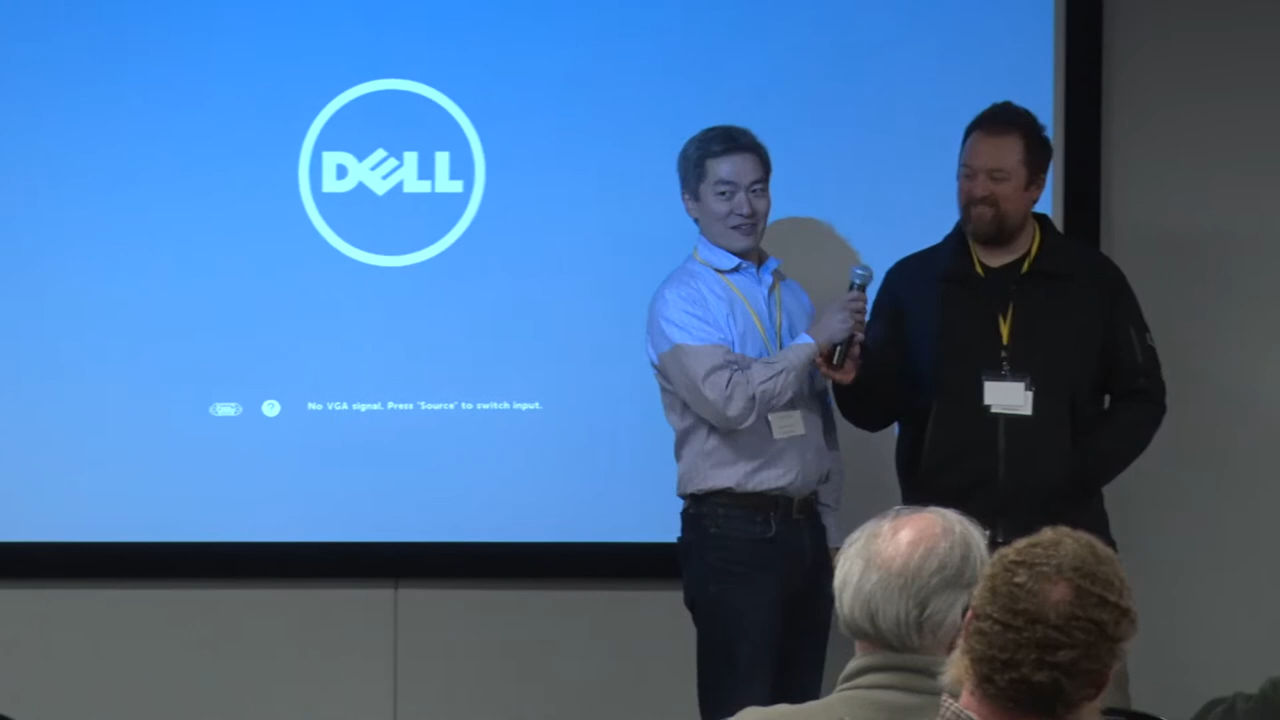 DELL
No VGA signal. Press "Source" to switch input.